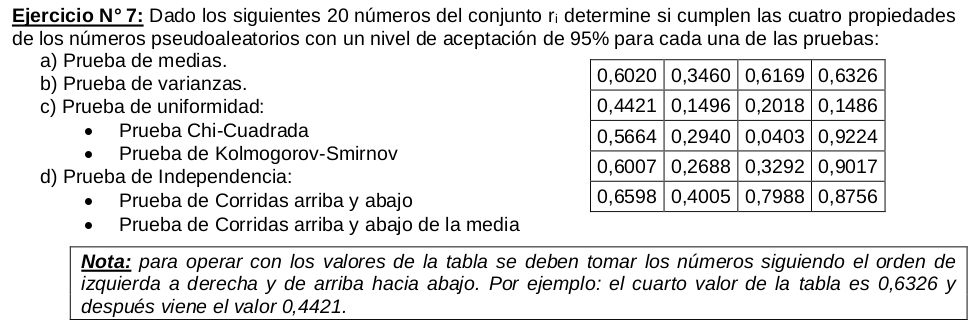 Ejercicio N° 7: Dado los siguientes 20 números del conjunto rᵢ determine si cumplen las cuatro propiedades
de los números pseudoaleatorios con un nivel de aceptación de 95% para cada una de las pruebas:
a) Prueba de medias.
b) Prueba de varianzas.
c) Prueba de uniformidad:
• Prueba Chi-Cuadrada
• Prueba de Kolmogorov-Smirnov
d) Prueba de Independencia:
• Prueba de Corridas arriba y abajo
• Prueba de Corridas arriba y abajo de la media
0,6020 0,3460 0,6169 0,6326
0,4421 0,1496 0,2018 0,1486
0,5664 0,2940 0,0403 0,9224
0,6007 0,2688 0,3292 0,9017
0,6598 0,4005 0,7988 0,8756
Nota: para operar con los valores de la tabla se deben tomar los números siguiendo el orden de
izquierda a derecha y de arriba hacia abajo. Por ejemplo: el cuarto valor de la tabla es 0,6326 y
después viene el valor 0,4421.